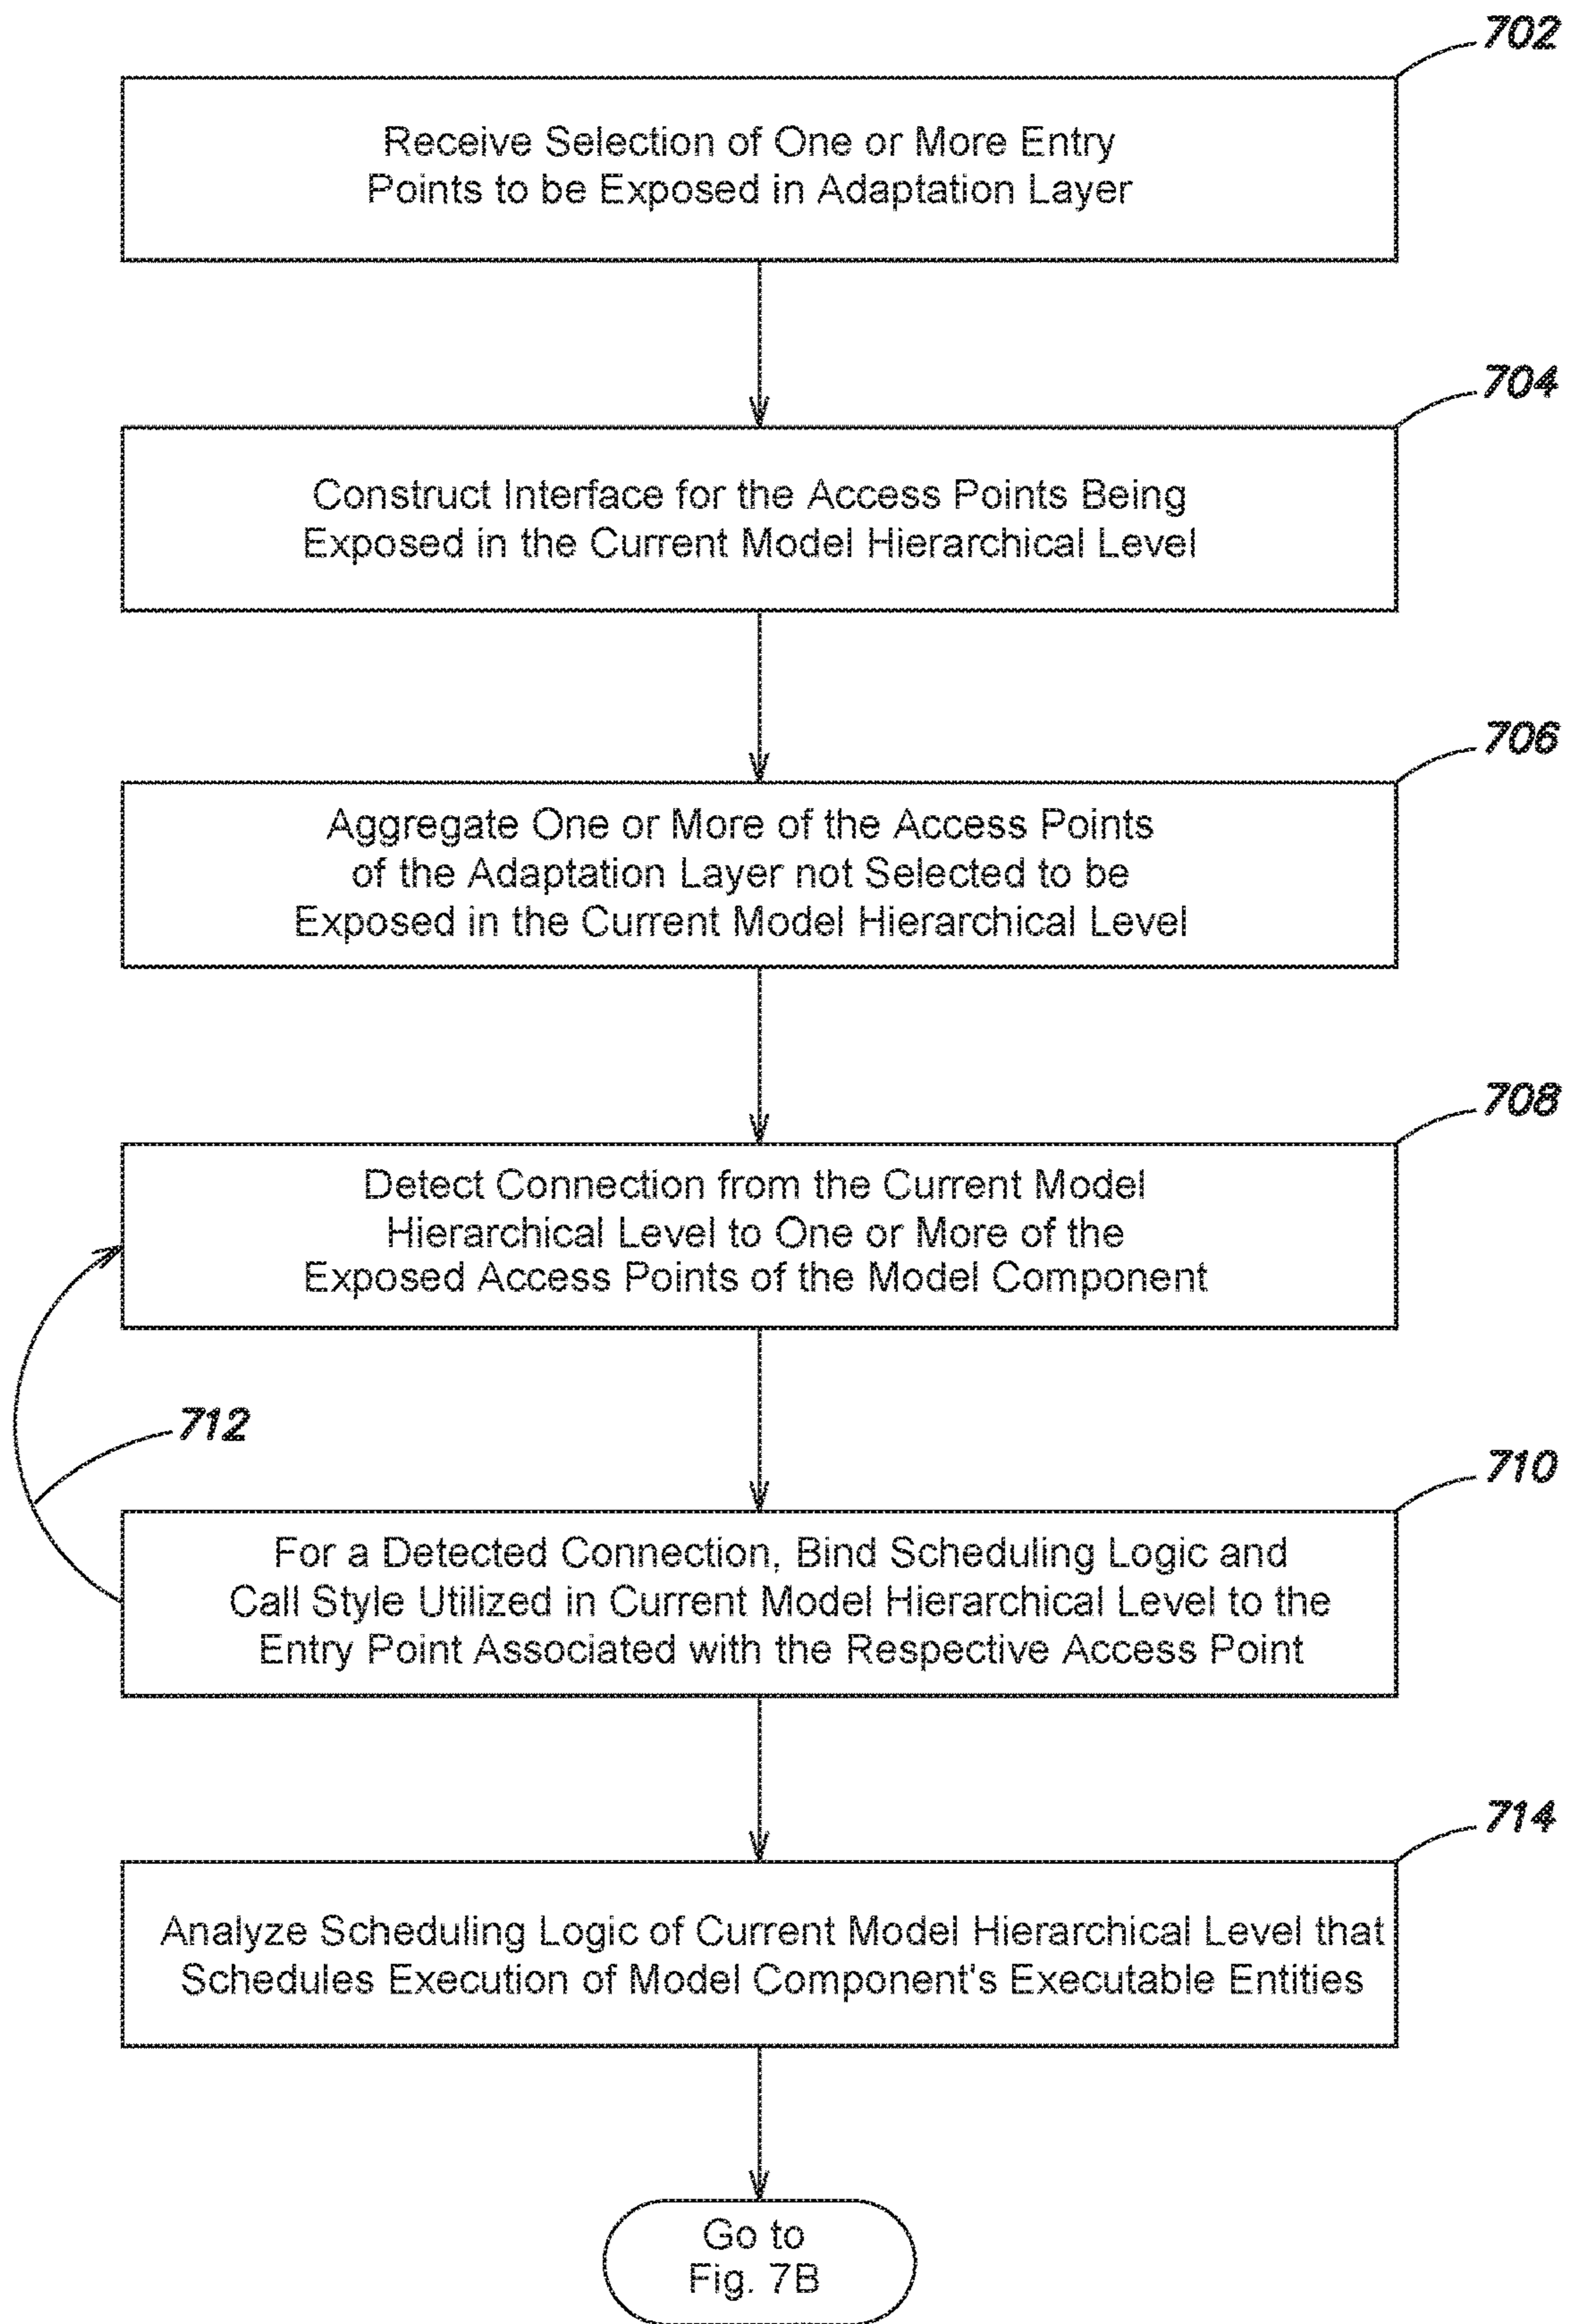 702
Receive Selection of One or More Entry
Points to be Exposed in Adaptation Layer
704
Construct Interface for the Access Points Being
Exposed in the Current Model Hierarchical Level
706
Aggregate One or More of the Access Points
of the Adaptation Layer not Selected to be
Exposed in the Current Model Hierarchical Level
708
Detect Connection from the Current Model
Hierarchical Level to One or More of the
Exposed Access Points of the Model Component
712
710
For a Detected Connection, Bind Scheduling Logic and
Call Style Utilized in Current Model Hierarchical Level to the
Entry Point Associated with the Respective Access Point
714
Analyze Scheduling Logic of Current Model Hierarchical Level that
Schedules Execution of Model Component's Executable Entities
Go to
Fig. 7B